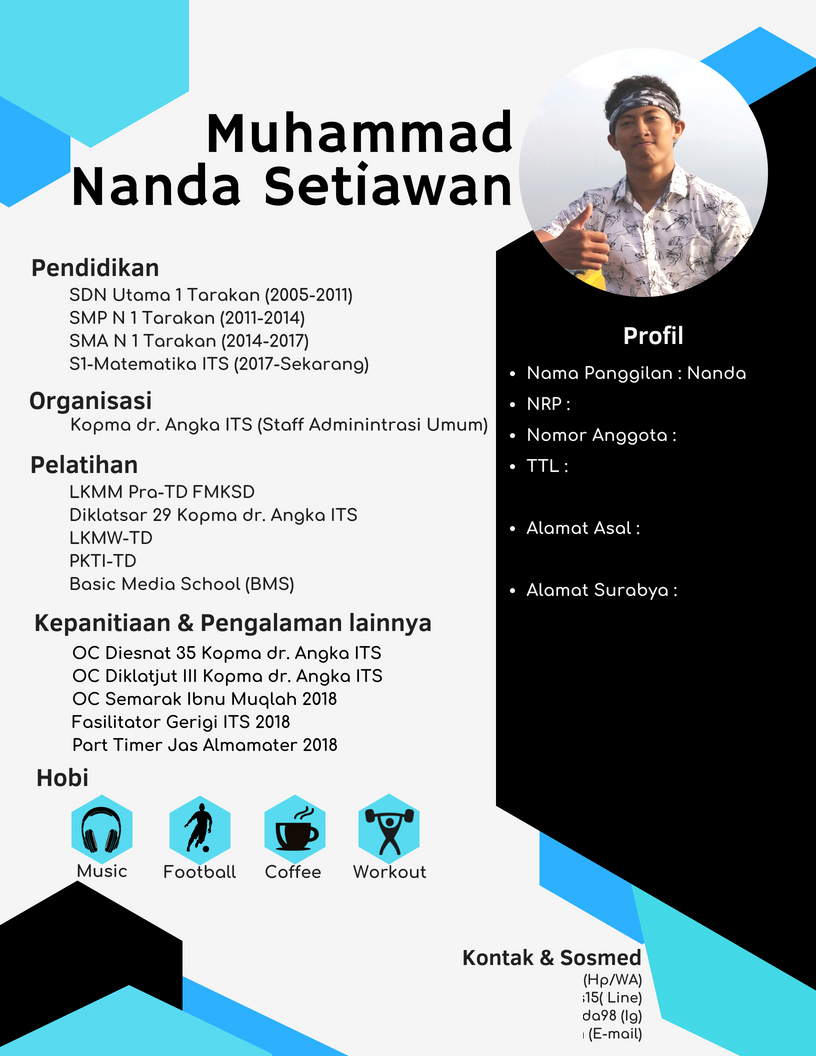 Muhammad
Nanda Setiawan
Pendidikan
SDN Utama 1 Tarakan (2005-2011)
SMP N 1 Tarakan (2011-2014)
SMA N 1 Tarakan (2014-2017)
S1-Matematika ITS (2017-Sekarang)
Organisasi
Kopma dr. Angka ITS (Staff Adminintrasi Umum)
Pelatihan
LKMM Pra-TD FMKSD
Diklatsar 29 Kopma dr. Angka ITS
LKMW-TD
PKTI-TD
Basic Media School (BMS)
Kepanitiaan & Pengalaman lainnya
OC Diesnat 35 Kopma dr. Angka ITS
OC Diklatjut III Kopma dr. Angka ITS
OC Semarak Ibnu Muqlah 2018
Fasilitator Gerigi ITS 2018
Part Timer Jas Almamater 2018
Hobi
Music Football Coffee Workout
Profil
• Nama Panggilan : Nanda
• NRP :
• Nomor Anggota :
• TTL :
• Alamat Asal :
• Alamat Surabya :
Kontak & Sosmed
(Hp/WA)
15( Line)
da98 (Ig)
(E-mail)